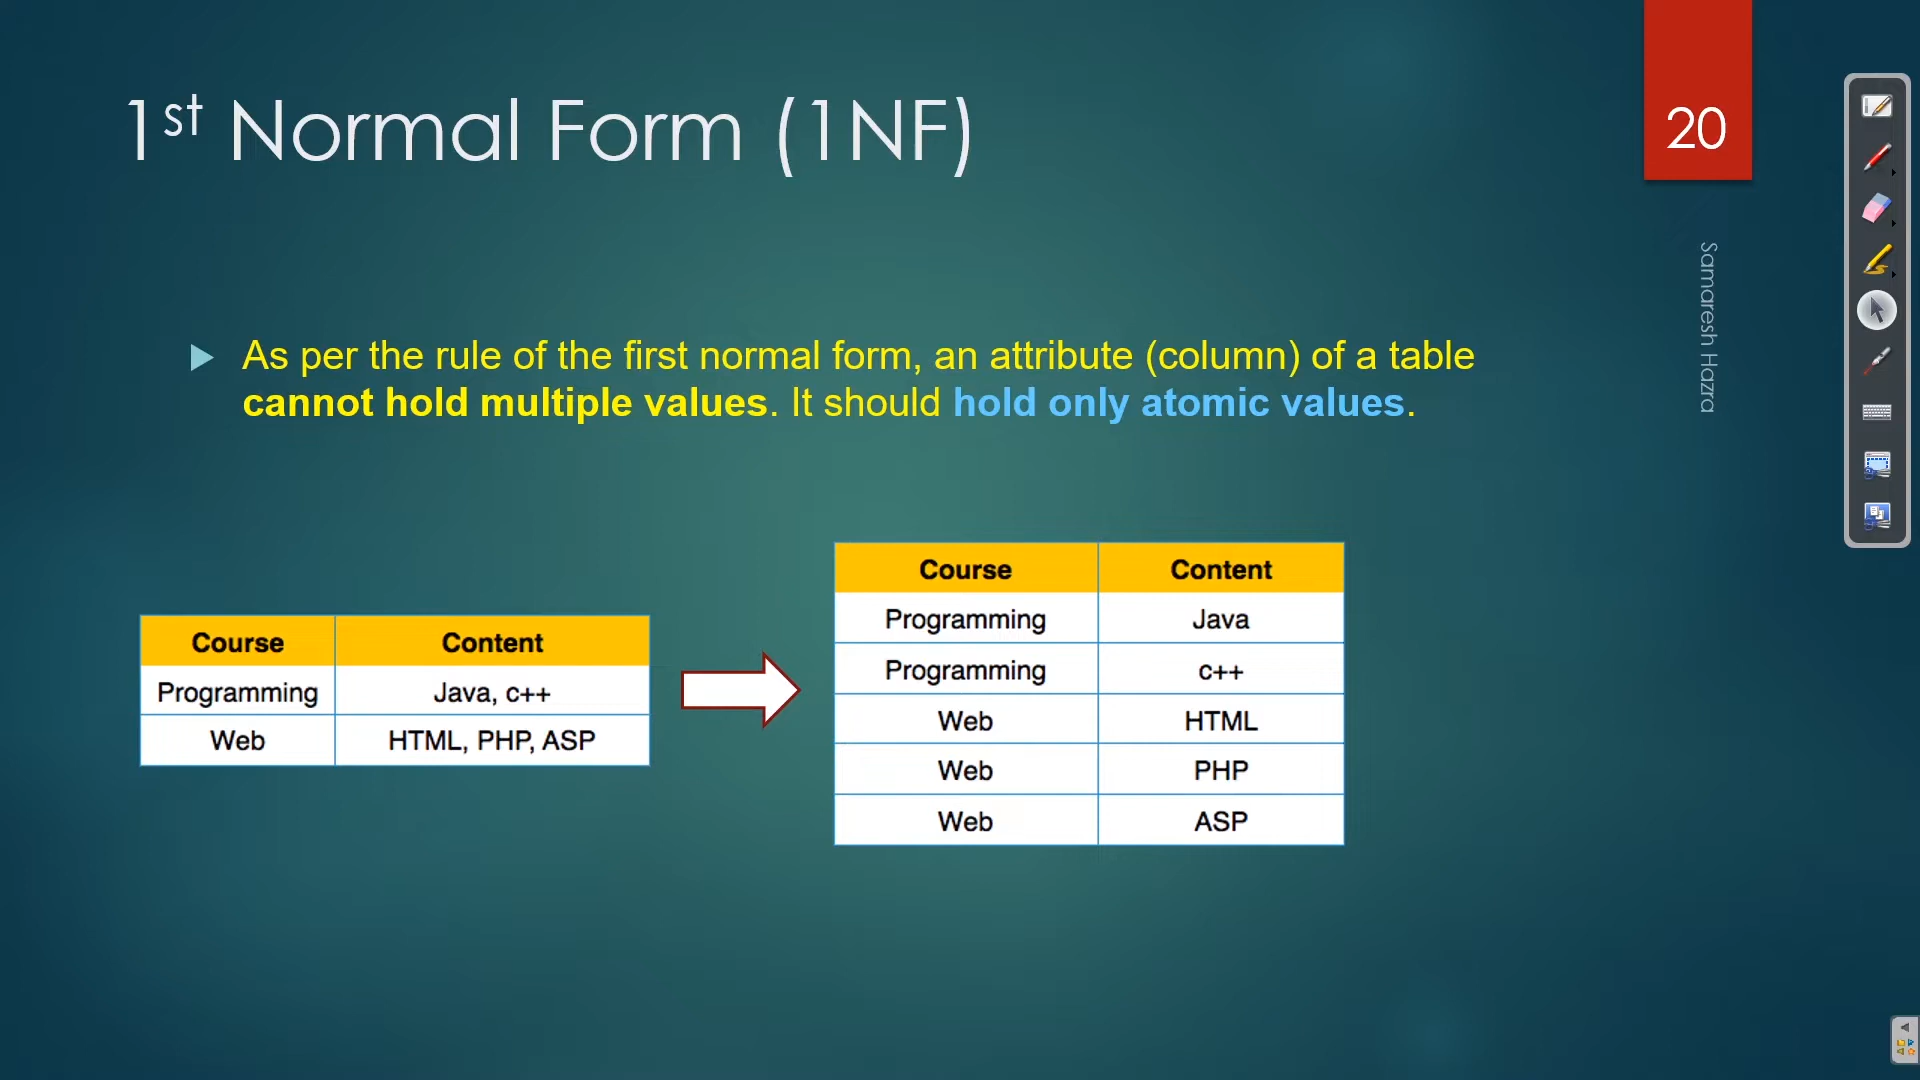 1st Normal Form (1NF)
20
Samaresh Hazra
As per the rule of the first normal form, an attribute (column) of a table
cannot hold multiple values. It should hold only atomic values.
Course Content
Programming Java, c++
Web HTML, PHP, ASP
Course Content
Programming Java
Programming c++
Web HTML
Web PHP
Web ASP